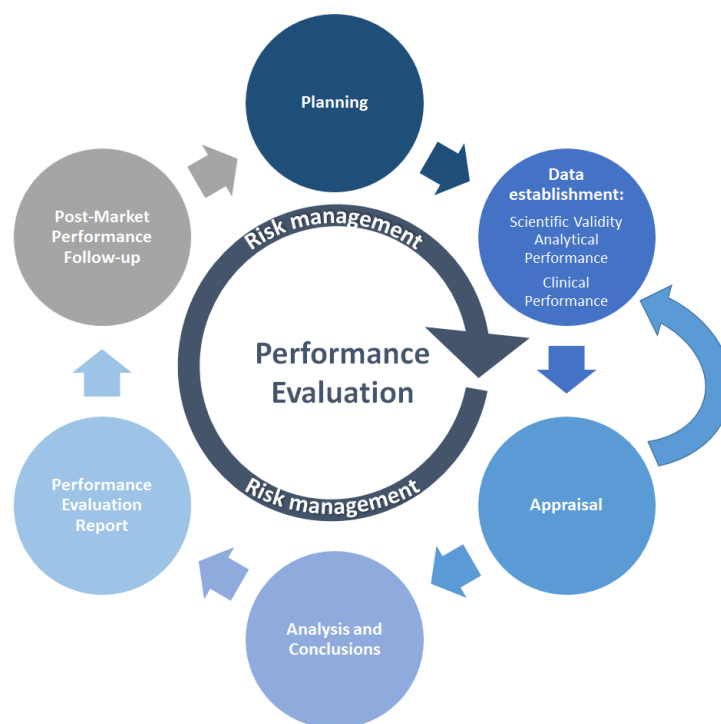 Planning
Data
establishment:
Scientific Validity
Analytical
Performance
Clinical
Performance
Appraisal
Analysis and
Conclusions
Performance
Evaluation
Report
Post-Market
Performance
Follow-up
Risk management
Performance
Evaluation
Risk management